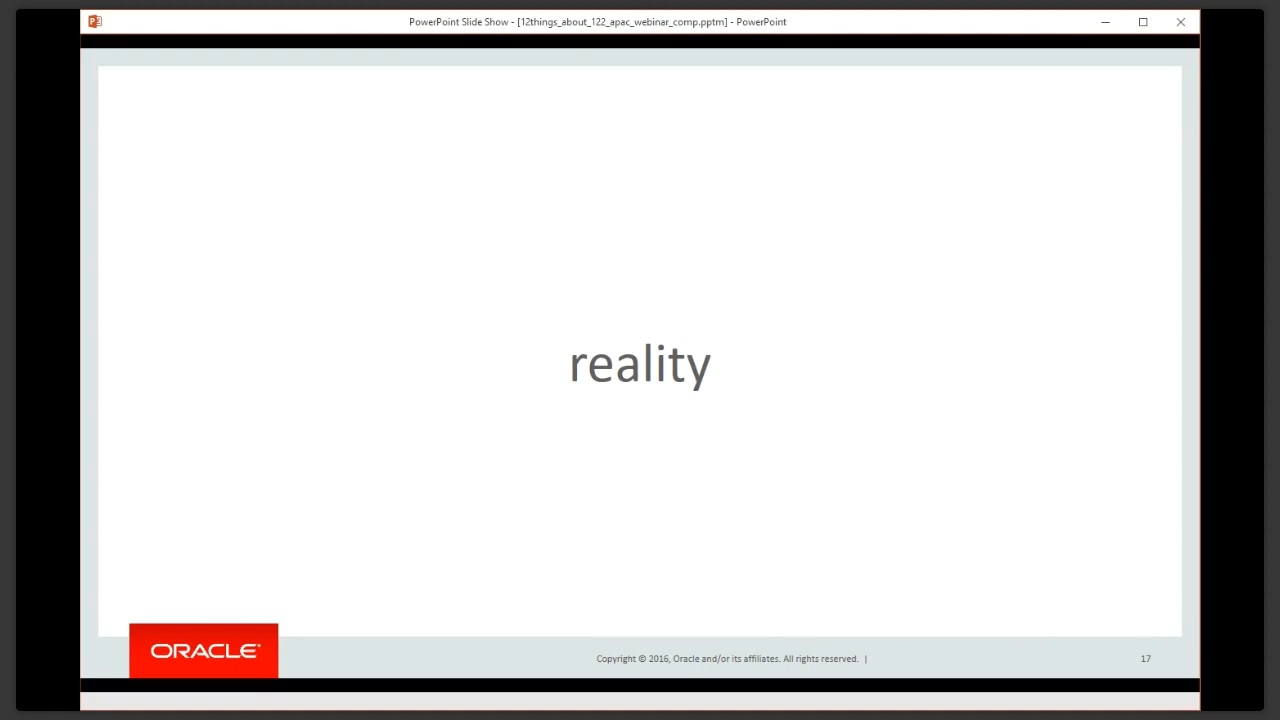 PowerPoint Slide Show - [12things_about_122_apac_webinar_comp.pptm] - PowerPoint
reality
ORACLE
Copyright © 2016, Oracle and/or its affiliates. All rights reserved. |
17